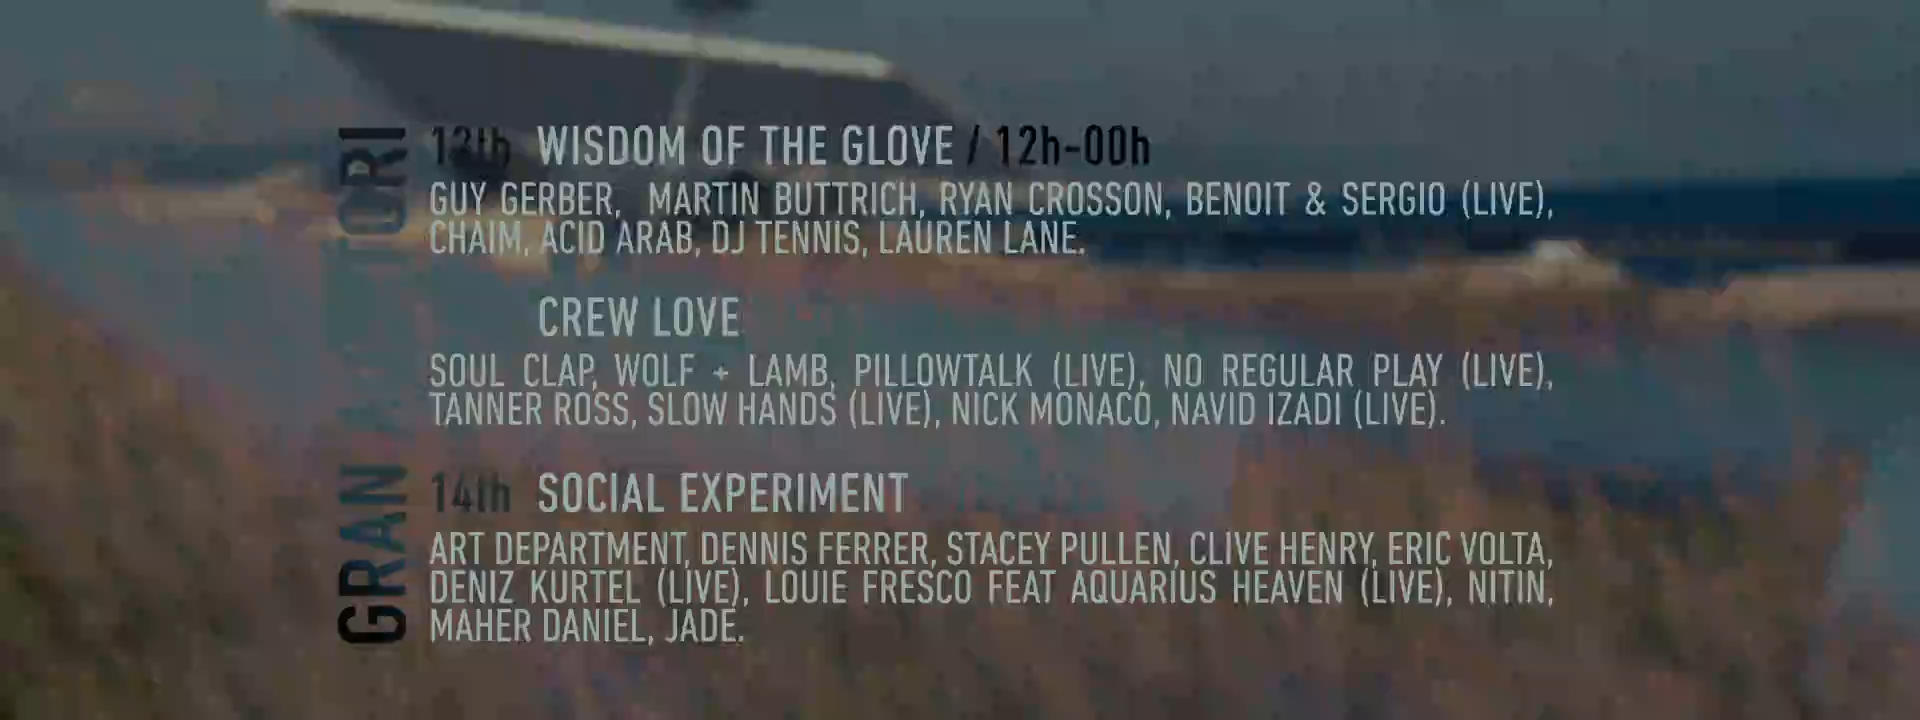 13th WISDOM OF THE GLOVE / 12h-00h
GUY GERBER, MARTIN BUTTRICH, RYAN CROSSON, BENOIT & SERGIO (LIVE),
CHAIM, ACID ARAB, DJ TENNIS, LAUREN LANE.
CREW LOVE
SOUL CLAP, WOLF + LAMB, PILLOWTALK (LIVE), NO REGULAR PLAY (LIVE),
TANNER ROSS, SLOW HANDS (LIVE), NICK MONACO, NAVID IZADI (LIVE).
14th SOCIAL EXPERIMENT
ART DEPARTMENT, DENNIS FERRER, STACEY PULLEN, CLIVE HENRY, ERIC VOLTA,
DENIZ KURTEL (LIVE), LOUIE FRESCO FEAT AQUARIUS HEAVEN (LIVE), NITIN,
MAHER DANIEL, JADE.
GRAN